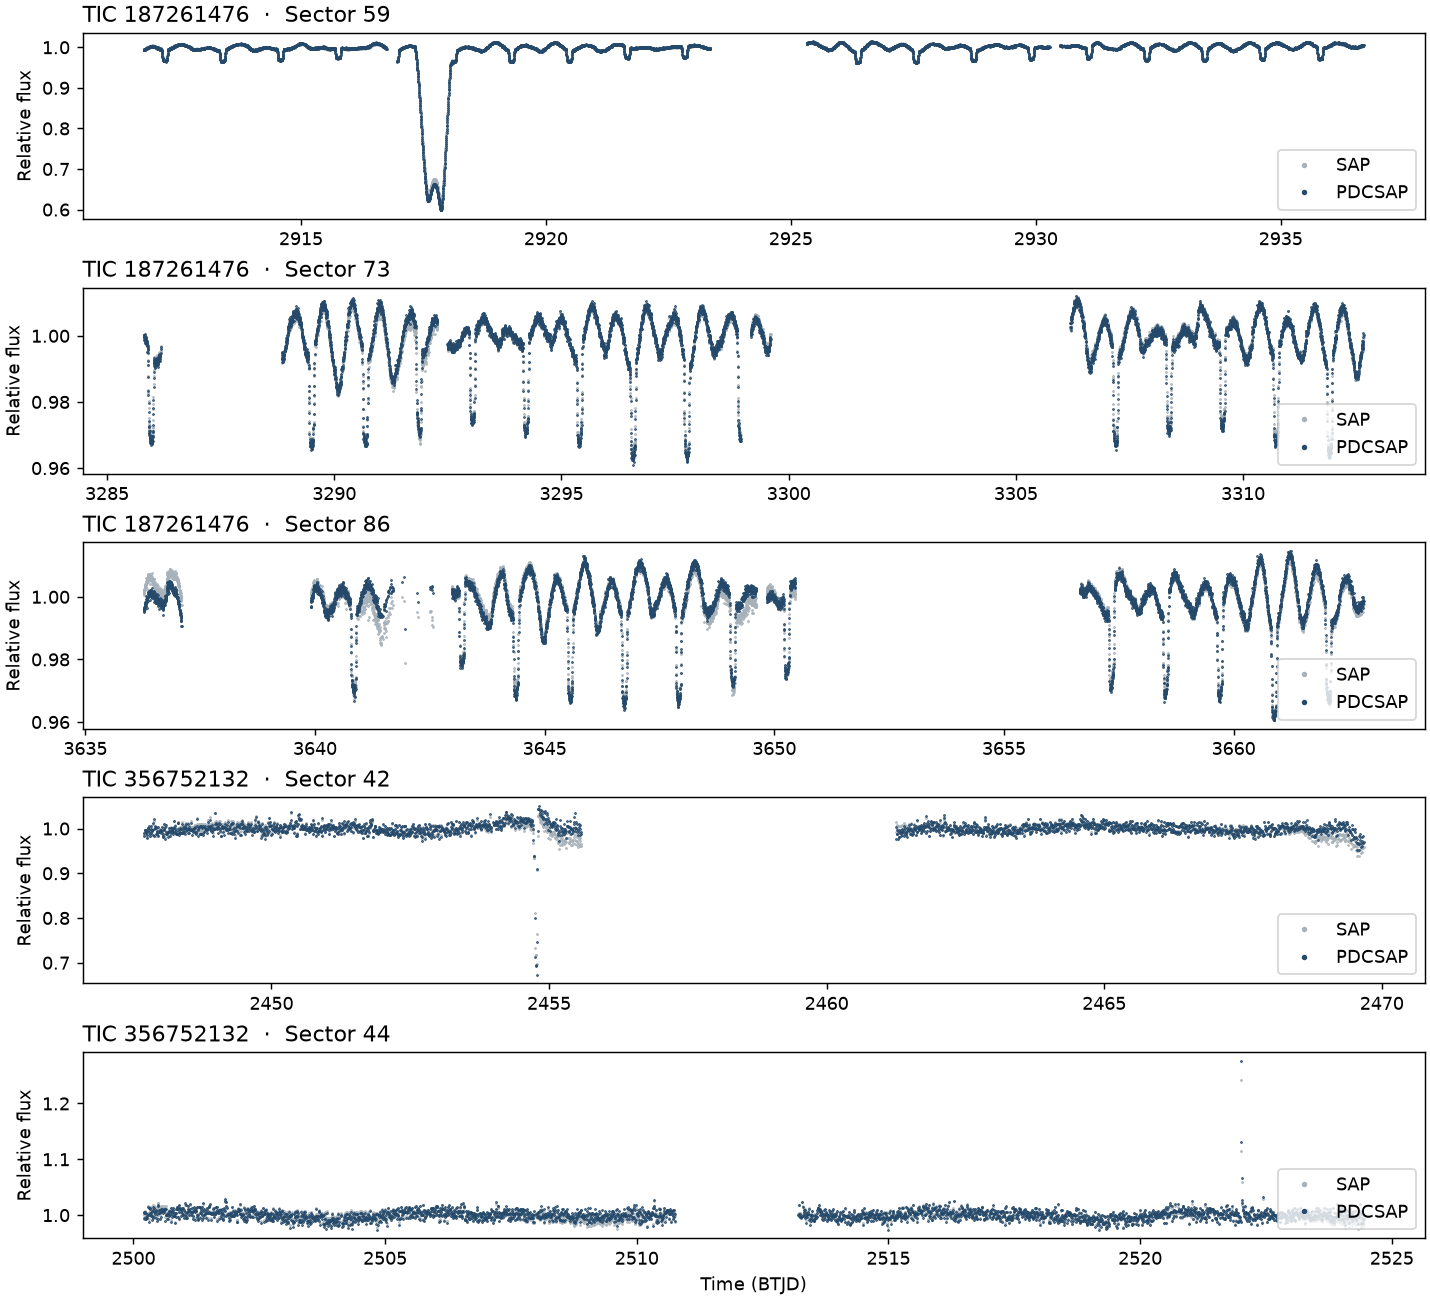 TIC 187261476 · Sector 59
Relative flux
1.0
0.9
0.8
0.7
0.6
SAP
PDCSAP
2915 2920 2925 2930 2935
TIC 187261476 · Sector 73
Relative flux
1.00
0.98
0.96
SAP
PDCSAP
3285 3290 3295 3300 3305 3310
TIC 187261476 · Sector 86
Relative flux
1.00
0.98
0.96
SAP
PDCSAP
3635 3640 3645 3650 3655 3660
TIC 356752132 · Sector 42
Relative flux
1.0
0.9
0.8
0.7
SAP
PDCSAP
2450 2455 2460 2465 2470
TIC 356752132 · Sector 44
Relative flux
1.2
1.1
1.0
SAP
PDCSAP
2500 2505 2510 2515 2520 2525
Time (BTJD)